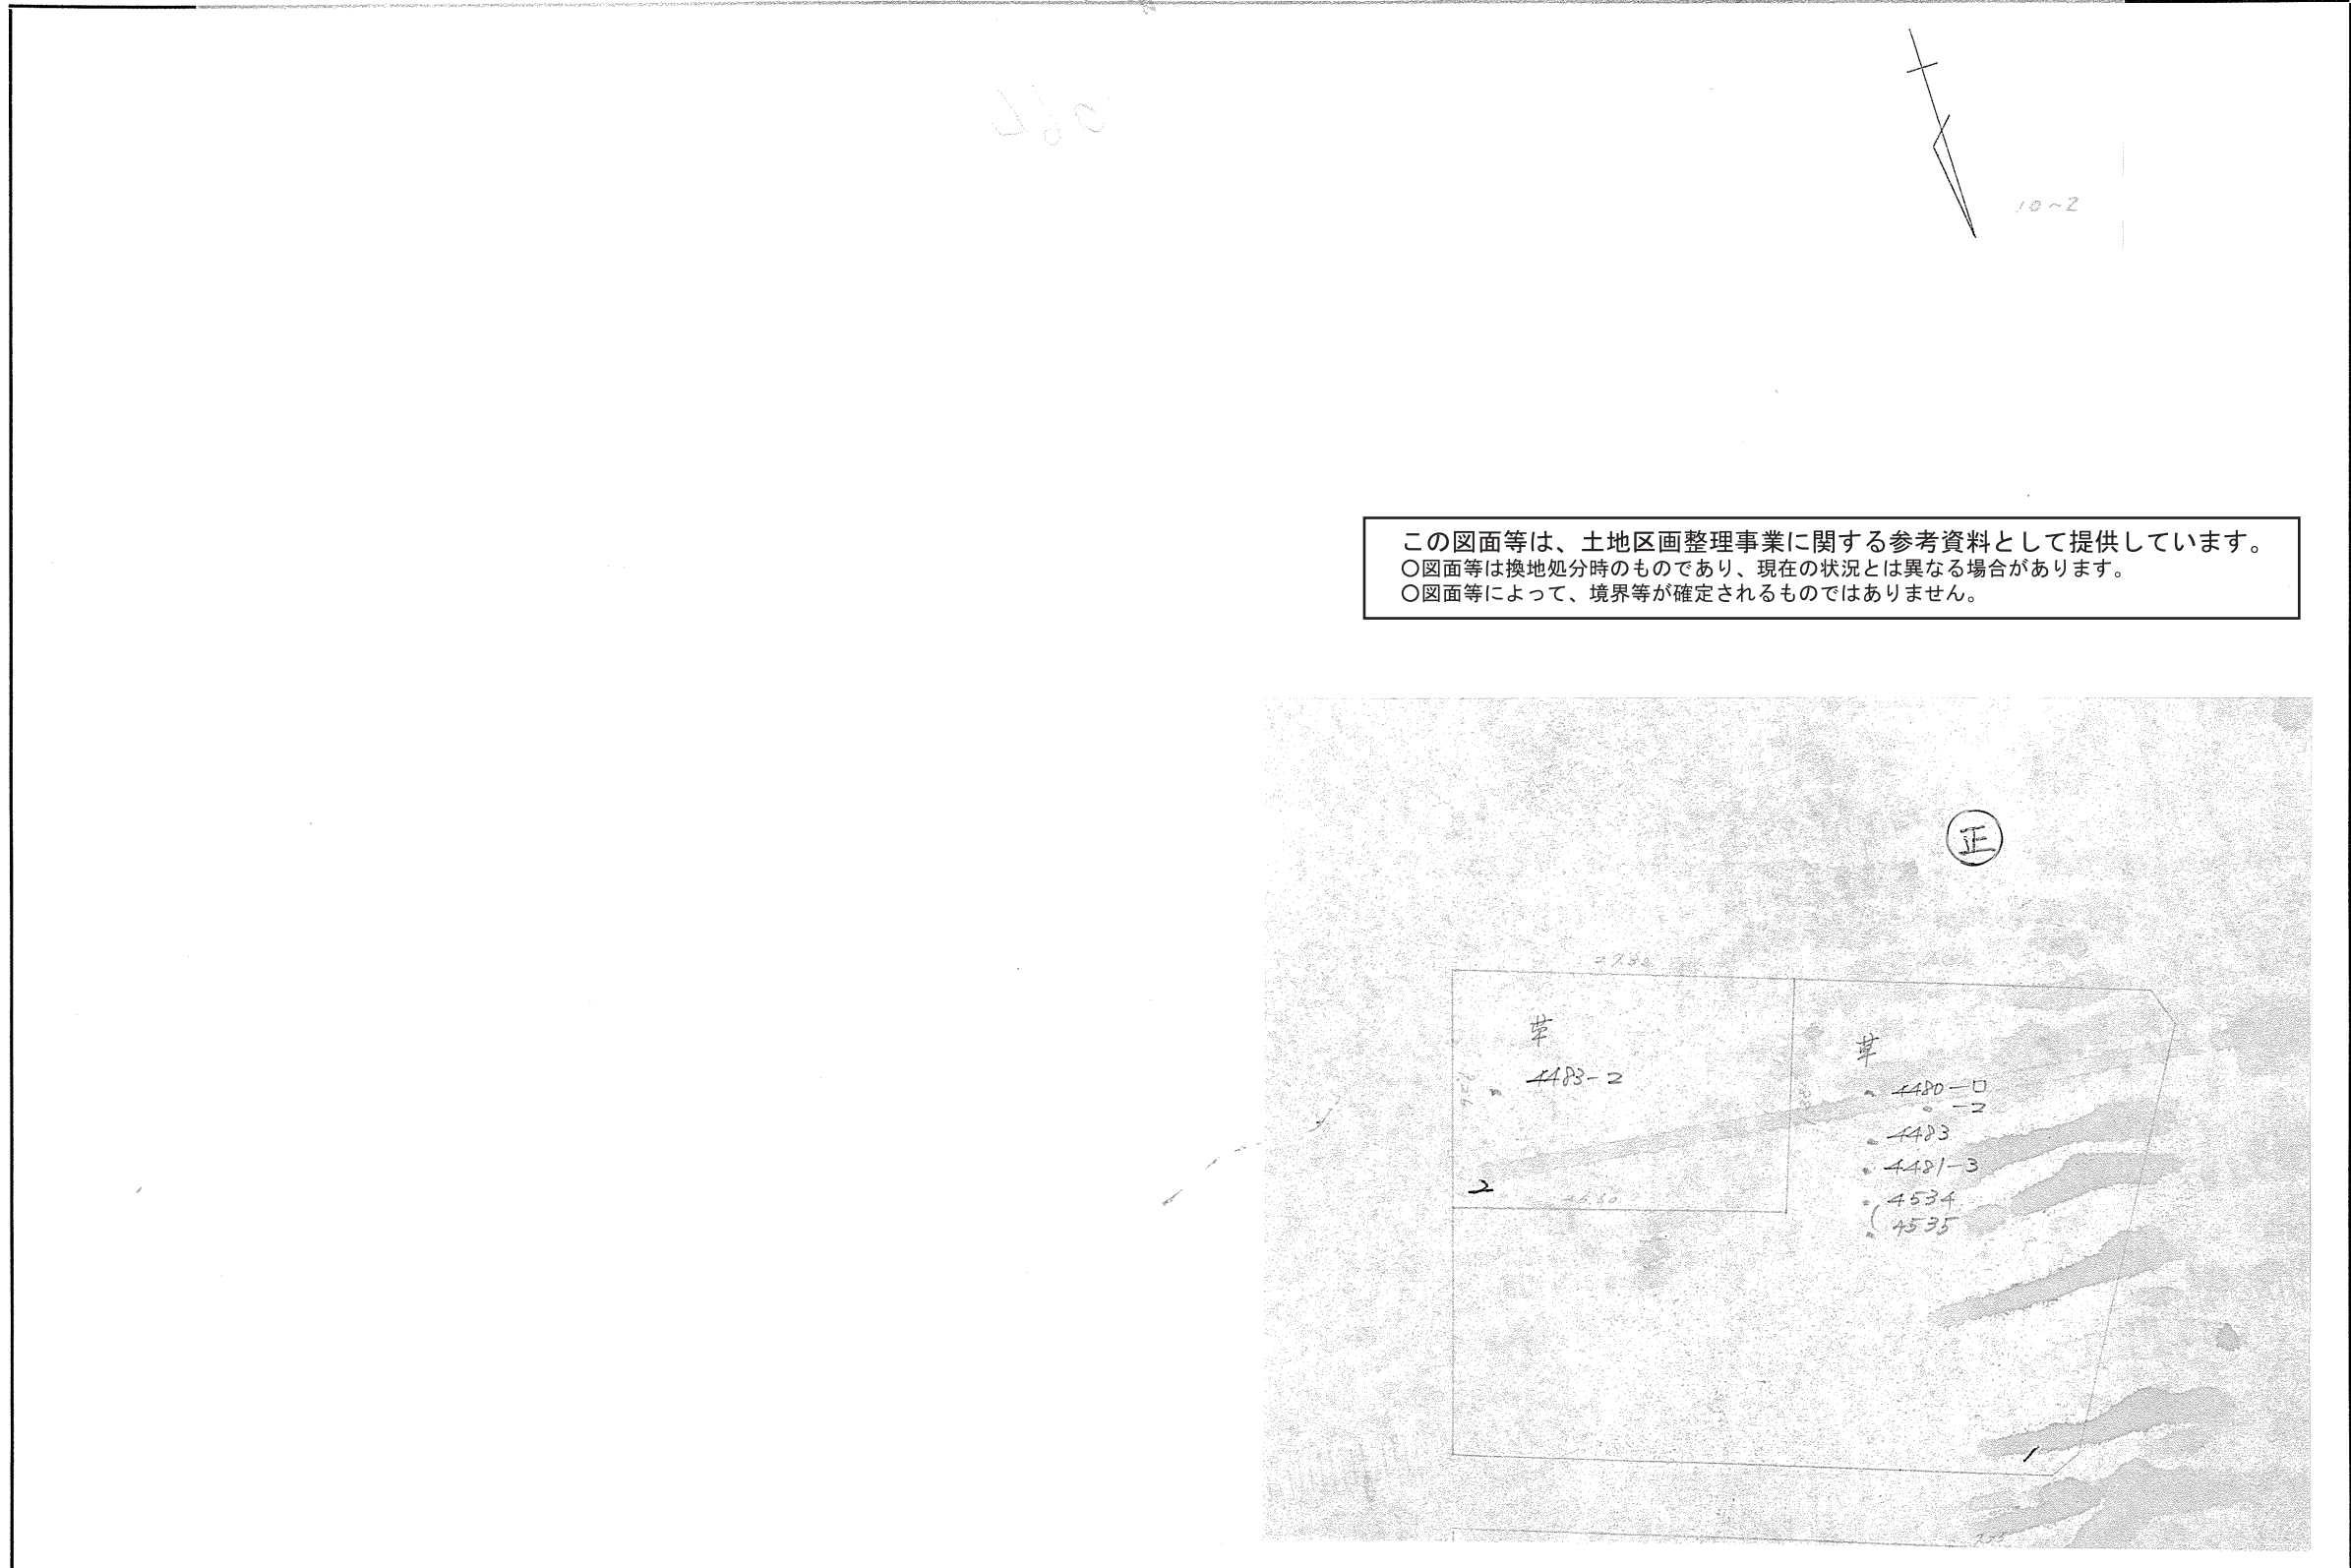 10~2
この図面等は、土地区画整理事業に関する参考資料として提供しています。
○図面等は換地処分時のものであり、現在の状況とは異なる場合があります。
○図面等によって、境界等が確定されるものではありません。
正
草
4483-2
2
草
4480-ロ
〃 -2
4483
4481-3
4534
4535
1